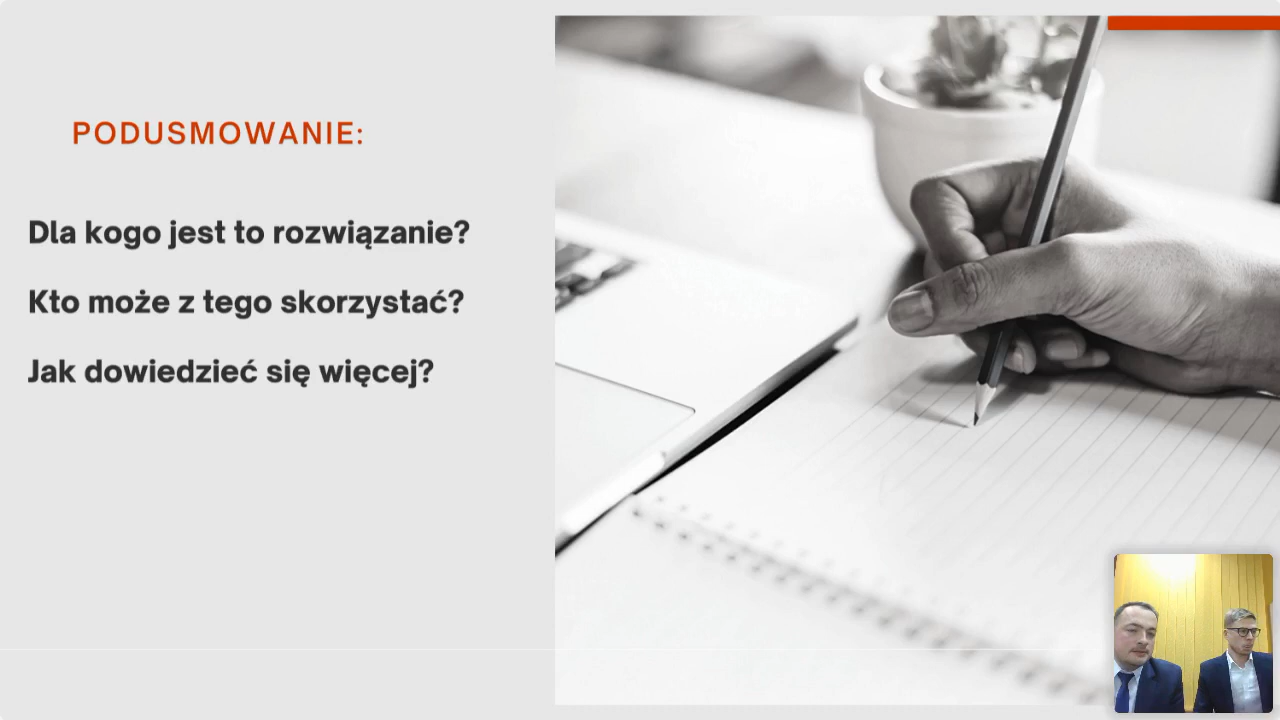 PODUSMOWANIE:
Dla kogo jest to rozwiązanie?
Kto może z tego skorzystać?
Jak dowiedzieć się więcej?